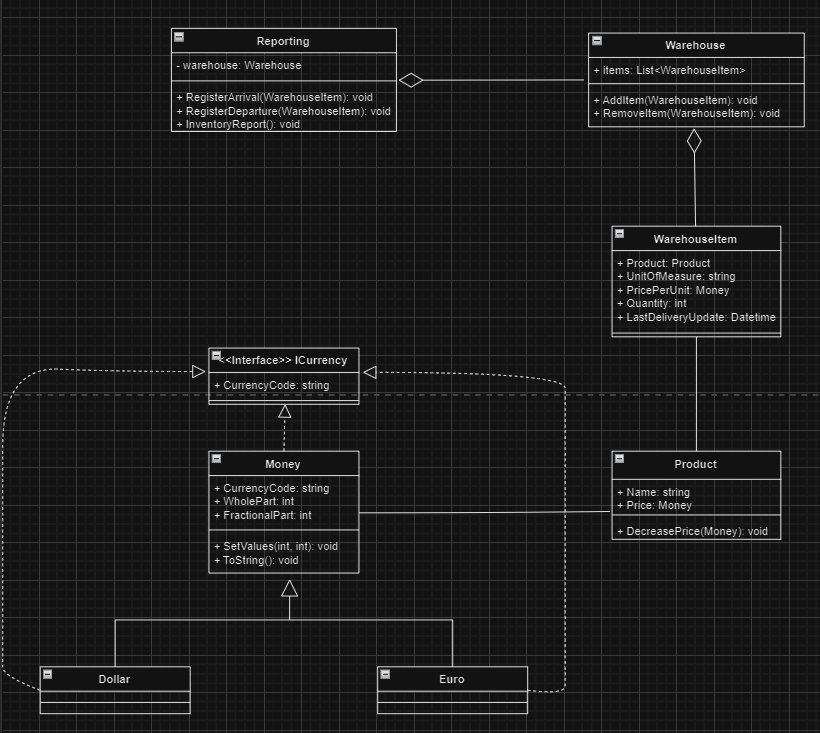 Reporting
- warehouse: Warehouse
+ RegisterArrival(WarehouseItem): void
+ RegisterDeparture(WarehouseItem): void
+ InventoryReport(): void
Warehouse
+ items: List<WarehouseItem>
+ AddItem(WarehouseItem): void
+ RemoveItem(WarehouseItem): void
WarehouseItem
+ Product: Product
+ UnitOfMeasure: string
+ PricePerUnit: Money
+ Quantity: int
+ LastDeliveryUpdate: Datetime
<<Interface>> ICurrency
+ CurrencyCode: string
Money
+ CurrencyCode: string
+ WholePart: int
+ FractionalPart: int
+ SetValues(int, int): void
+ ToString(): void
Product
+ Name: string
+ Price: Money
+ DecreasePrice(Money): void
Dollar
Euro